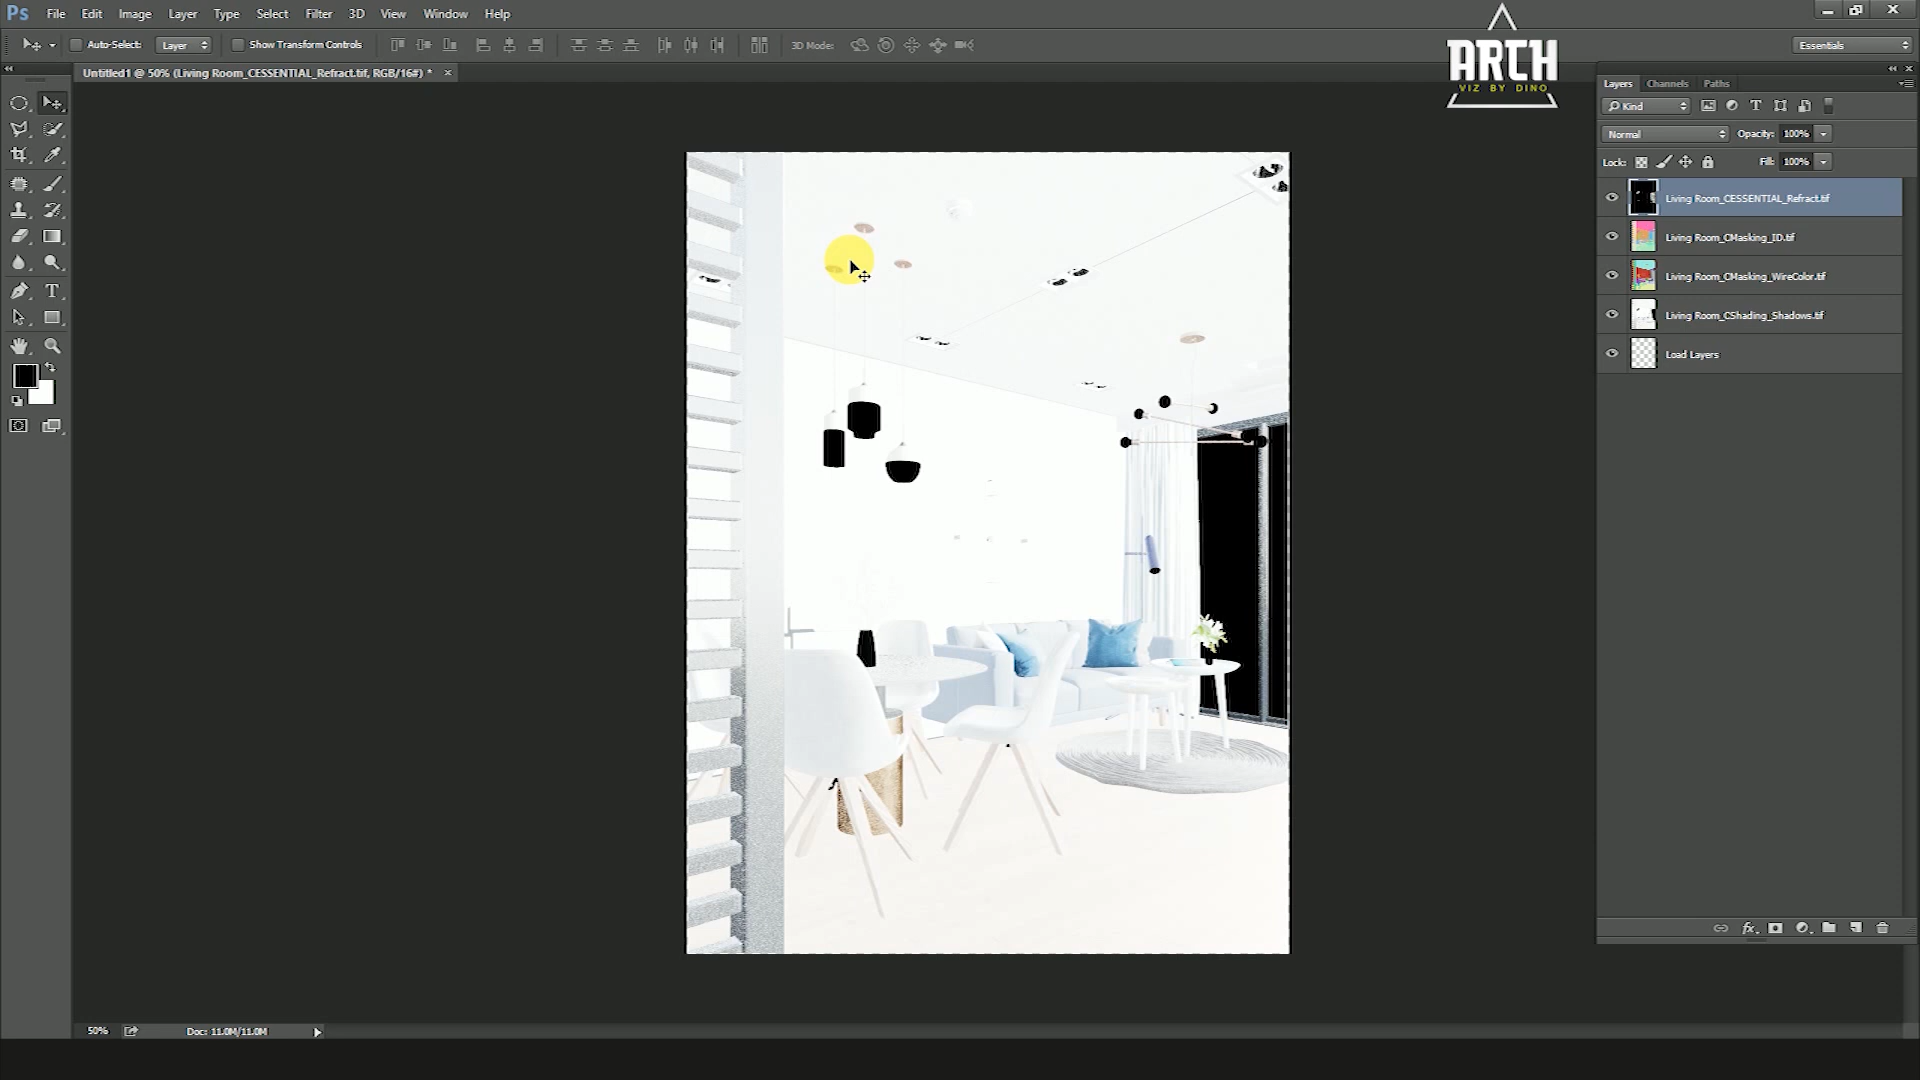 Ps File Edit Image Layer Type Select Filter 3D View Window Help
Auto-Select: Layer Show Transform Controls 3D Mode: Essentials
ARCH
VIZ BY DINO
Untitled1 @ 50% (Living Room_CESSENTIAL_Refract.tif, RGB/16#) * ×
Layers Channels Paths
Kind
Normal Opacity: 100%
Lock: Fill: 100%
Living Room_CESSENTIAL_Refract.tif
Living Room_CMasking_ID.tif
Living Room_CMasking_WireColor.tif
Living Room_CShading_Shadows.tif
Load Layers
fx
50% Doc: 11.0M/11.0M